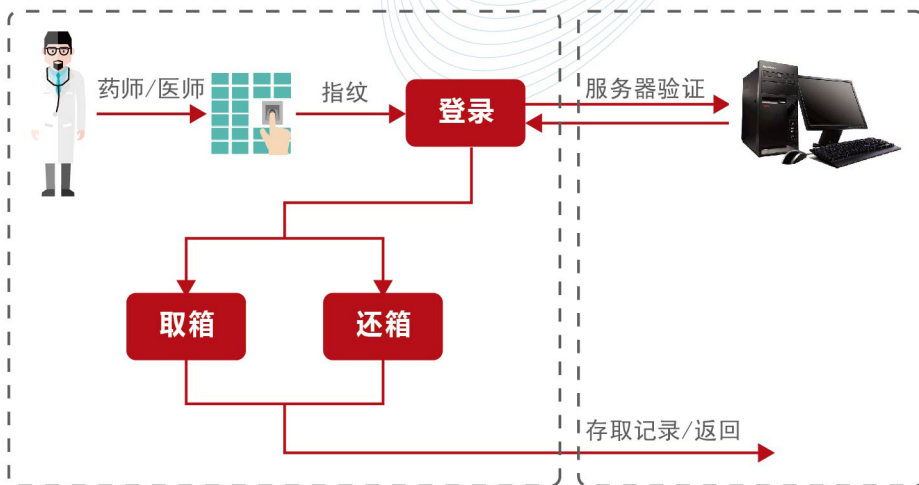 药师/医师
指纹
登录
服务器验证
取箱
还箱
存取记录/返回